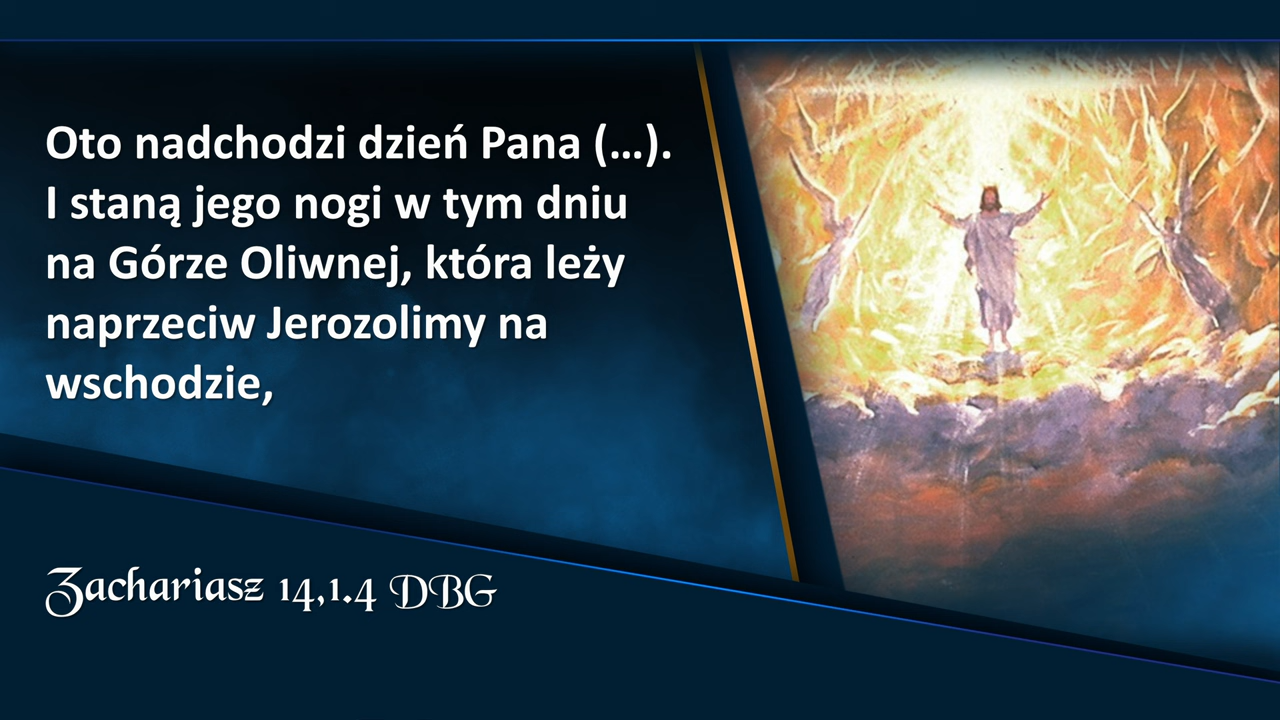 Oto nadchodzi dzień Pana (...).
I staną jego nogi w tym dniu
na Górze Oliwnej, która leży
naprzeciw Jerozolimy na
wschodzie,
Zachariasz 14,1.4 DBG